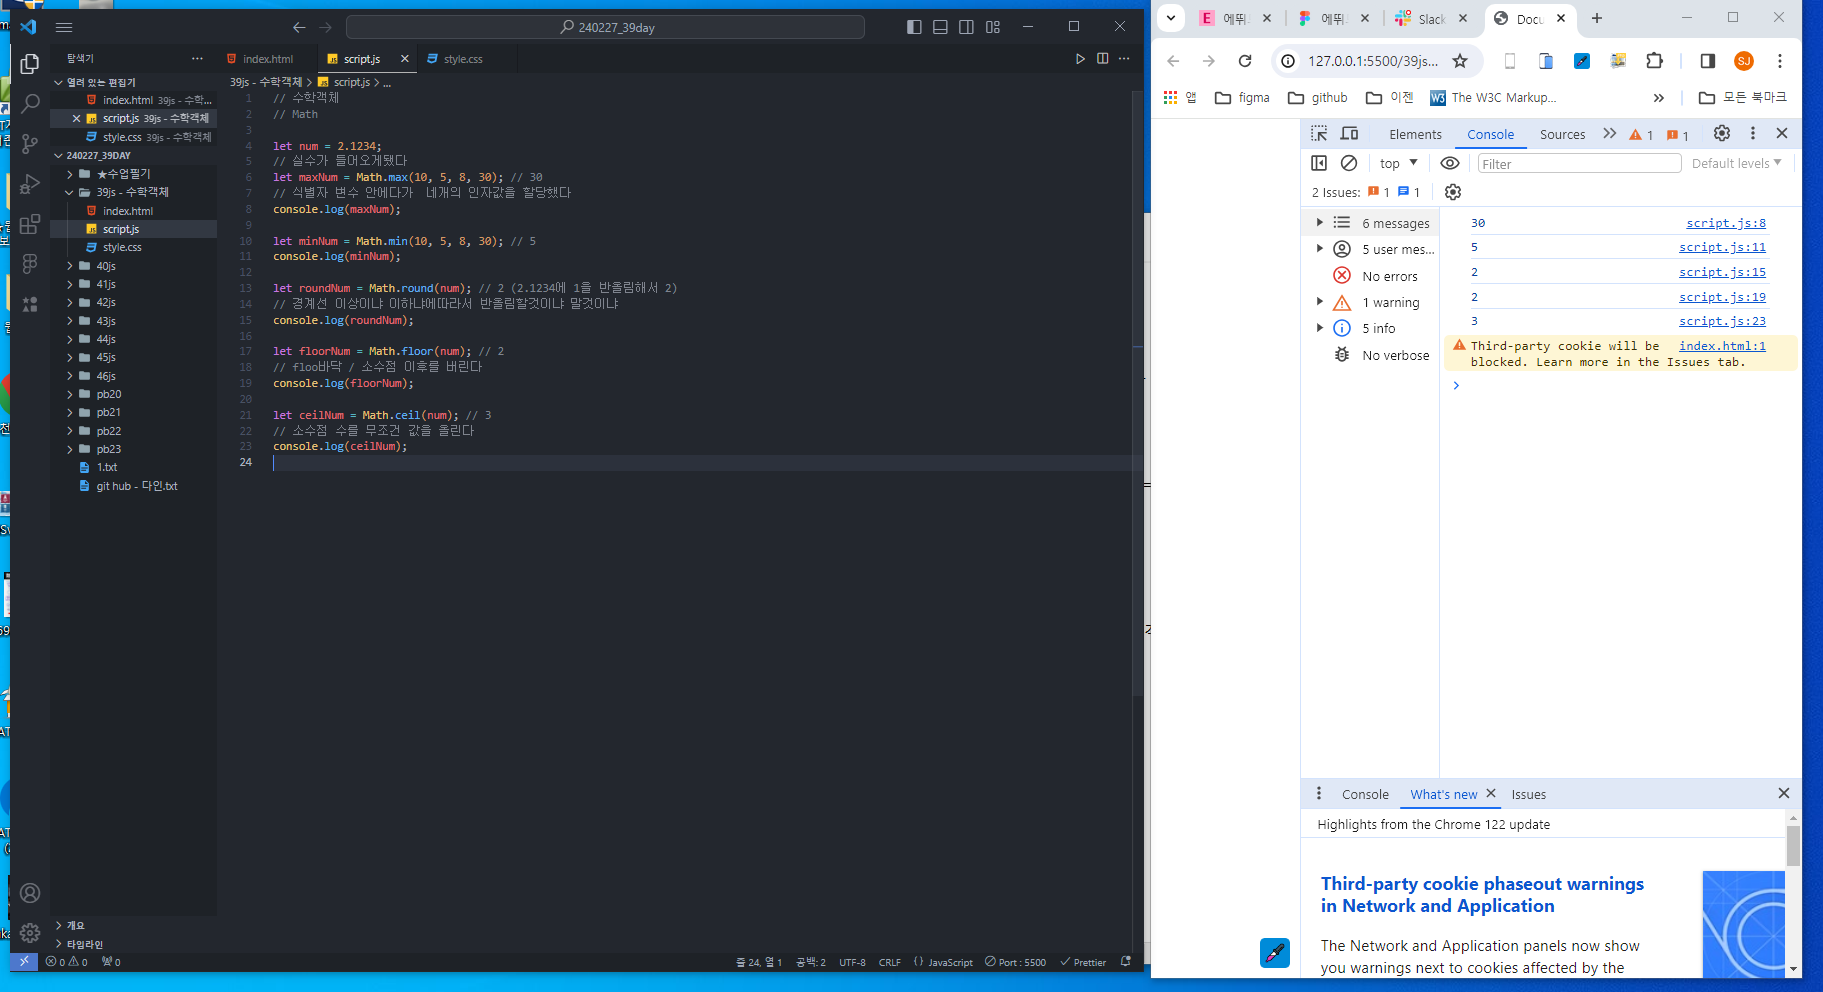 240227_39day
탐색기
index.html
script.js
style.css
열려 있는 편집기
index.html 39js - 수학...
script.js 39js - 수학객체
style.css 39js - 수학객체
240227_39DAY
★수업필기
39js - 수학객체
index.html
script.js
style.css
40js
41js
42js
43js
44js
45js
46js
pb20
pb21
pb22
pb23
1.txt
git hub - 다인.txt
개요
타임라인
39js - 수학객체 > script.js > ...
1 // 수학객체
2 // Math
3
4 let num = 2.1234;
5 // 실수가 들어오게됐다
6 let maxNum = Math.max(10, 5, 8, 30); // 30
7 // 식별자 변수 안에다가 네개의 인자값을 할당했다
8 console.log(maxNum);
9
10 let minNum = Math.min(10, 5, 8, 30); // 5
11 console.log(minNum);
12
13 let roundNum = Math.round(num); // 2 (2.1234에 1을 반올림해서 2)
14 // 경계선 이상이냐 이하냐에따라서 반올림할것이냐 말것이냐
15 console.log(roundNum);
16
17 let floorNum = Math.floor(num); // 2
18 // floo바닥 / 소수점 이후를 버린다
19 console.log(floorNum);
20
21 let ceilNum = Math.ceil(num); // 3
22 // 소수점 수를 무조건 값을 올린다
23 console.log(ceilNum);
24
0 0 0
줄 24, 열 1 공백: 2 UTF-8 CRLF {} JavaScript Port : 5500 Prettier
E 에뛰 에뛰 Slack Docu
127.0.0.1:5500/39js...
SJ
앱 figma github 이젠 W3 The W3C Markup... » 모든 북마크
Elements Console Sources 1 1
top Filter Default levels
2 Issues: 1 1
6 messages
5 user mes...
No errors
1 warning
5 info
No verbose
30 script.js:8
5 script.js:11
2 script.js:15
2 script.js:19
3 script.js:23
Third-party cookie will be index.html:1
blocked. Learn more in the Issues tab.
Console What's new Issues
Highlights from the Chrome 122 update
Third-party cookie phaseout warnings
in Network and Application
The Network and Application panels now show
you warnings next to cookies affected by the